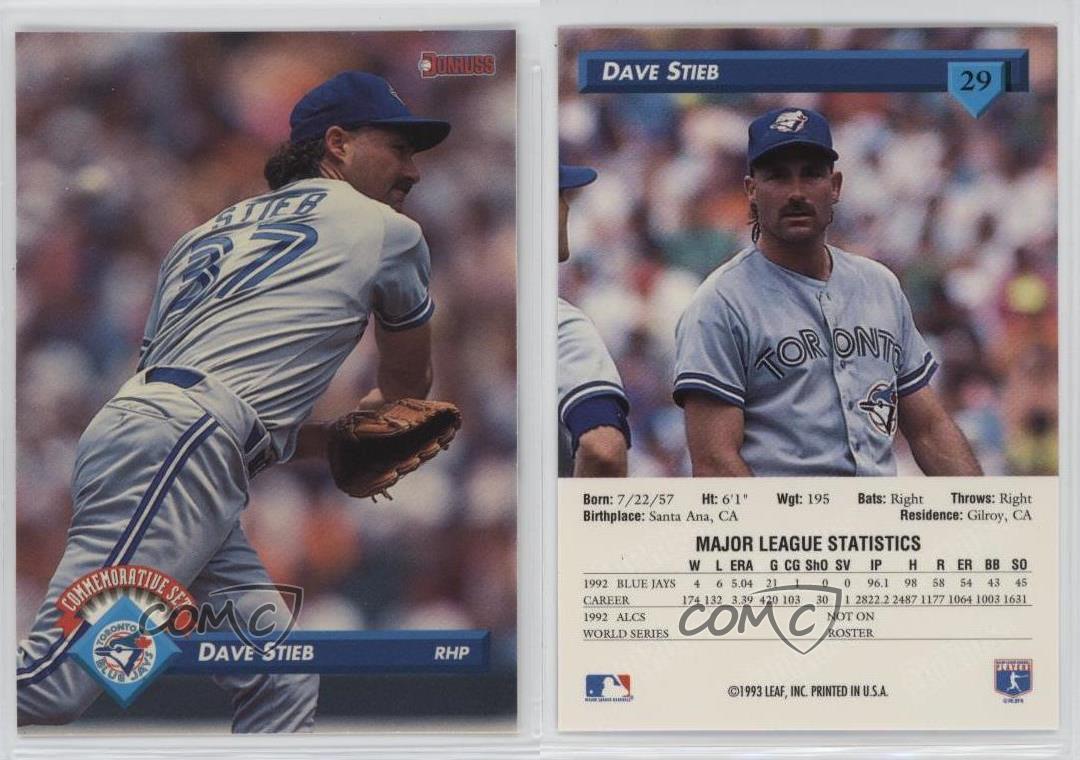 DONRUSS
STIEB
37
COMMEMORATIVE SET
TORONTO
BLUE JAYS
DAVE STIEB
RHP
COMC
DAVE STIEB
29
TORONTO
Born: 7/22/57 Ht: 6'1" Wgt: 195 Bats: Right Throws: Right
Birthplace: Santa Ana, CA Residence: Gilroy, CA
MAJOR LEAGUE STATISTICS
W L ERA G CG ShO SV IP H R ER BB SO
1992 BLUE JAYS 4 6 5.04 21 1 0 0 96.1 98 58 54 43 45
CAREER 174 132 3.39 420 103 30 1 2822.2 2487 1177 1064 1003 1631
1992 ALCS NOT ON
WORLD SERIES ROSTER
COMC
MAJOR LEAGUE BASEBALL
©1993 LEAF, INC. PRINTED IN U.S.A.
PLAYERS